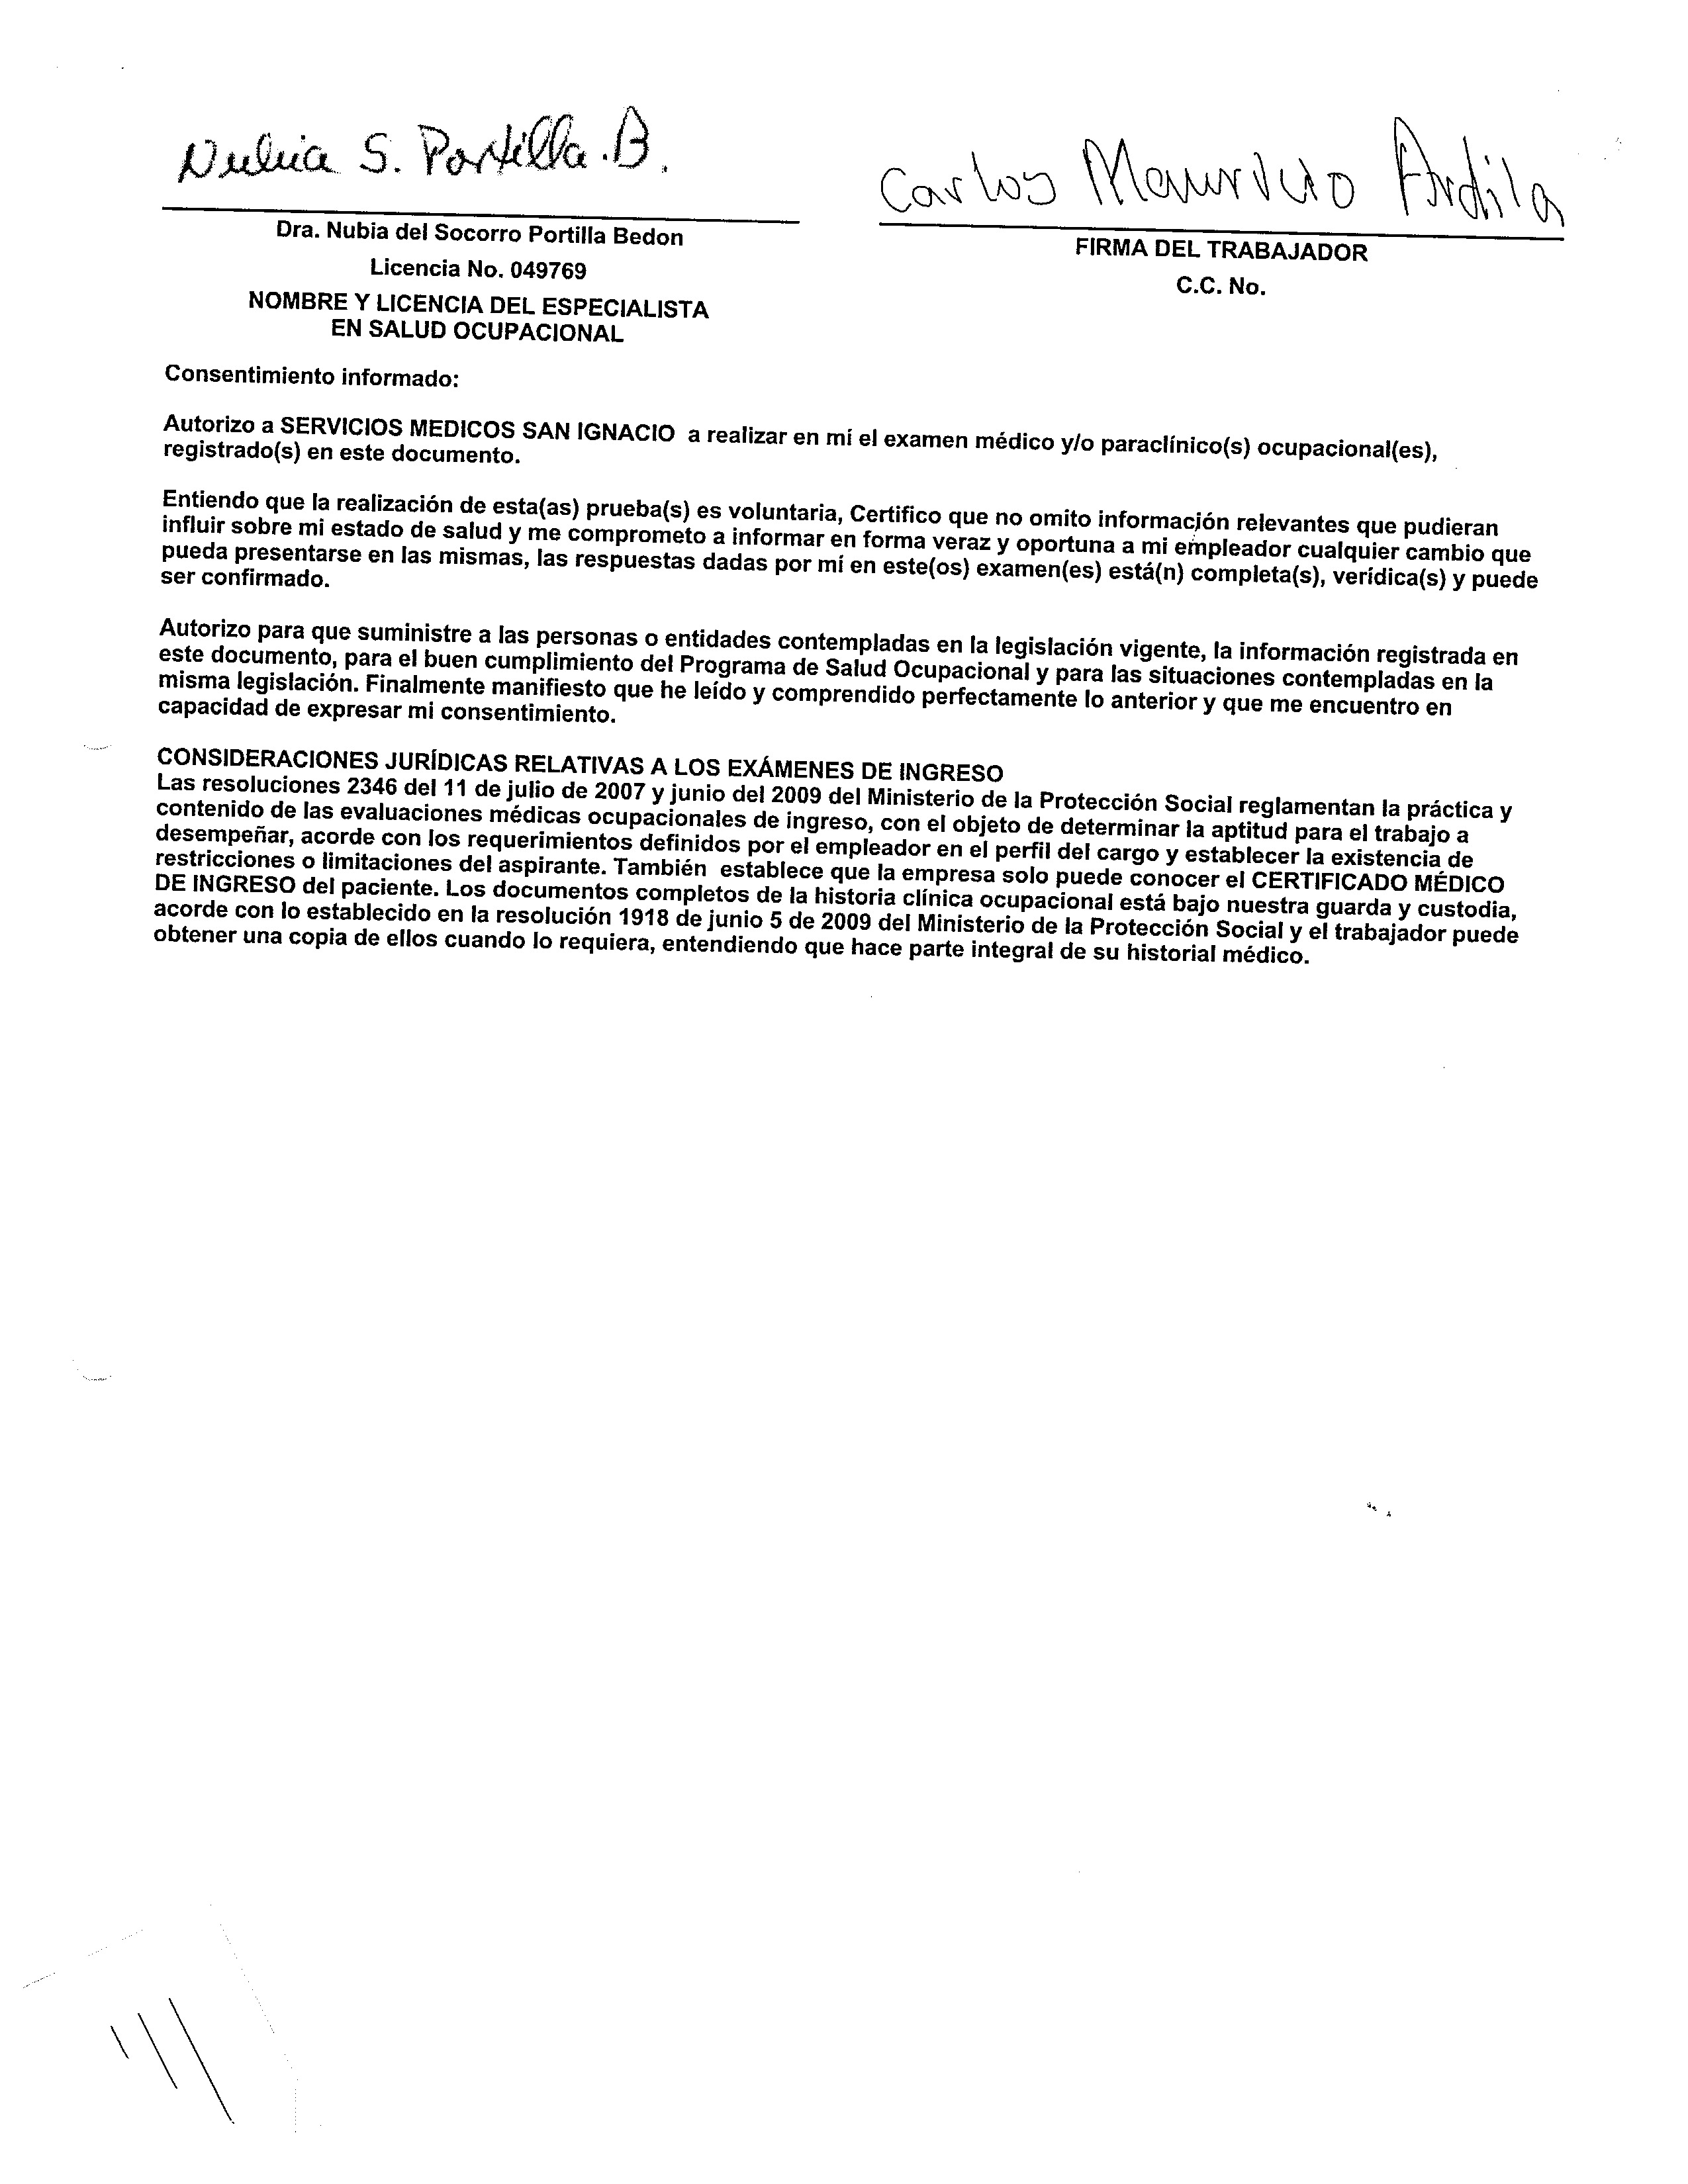 Nubia S. Portilla .B.
Carlos Mauricio Ardila
Dra. Nubia del Socorro Portilla Bedon
Licencia No. 049769
NOMBRE Y LICENCIA DEL ESPECIALISTA
EN SALUD OCUPACIONAL
FIRMA DEL TRABAJADOR
C.C. No.
Consentimiento informado:
Autorizo a SERVICIOS MEDICOS SAN IGNACIO a realizar en mí el examen médico y/o paraclínico(s) ocupacional(es),
registrado(s) en este documento.
Entiendo que la realización de esta(as) prueba(s) es voluntaria, Certifico que no omito información relevantes que pudieran
influir sobre mi estado de salud y me comprometo a informar en forma veraz y oportuna a mi empleador cualquier cambio que
pueda presentarse en las mismas, las respuestas dadas por mí en este(os) examen(es) está(n) completa(s), verídica(s) y puede
ser confirmado.
Autorizo para que suministre a las personas o entidades contempladas en la legislación vigente, la información registrada en
este documento, para el buen cumplimiento del Programa de Salud Ocupacional y para las situaciones contempladas en la
misma legislación. Finalmente manifiesto que he leído y comprendido perfectamente lo anterior y que me encuentro en
capacidad de expresar mi consentimiento.
CONSIDERACIONES JURÍDICAS RELATIVAS A LOS EXÁMENES DE INGRESO
Las resoluciones 2346 del 11 de julio de 2007 y junio del 2009 del Ministerio de la Protección Social reglamentan la práctica y
contenido de las evaluaciones médicas ocupacionales de ingreso, con el objeto de determinar la aptitud para el trabajo a
desempeñar, acorde con los requerimientos definidos por el empleador en el perfil del cargo y establecer la existencia de
restricciones o limitaciones del aspirante. También establece que la empresa solo puede conocer el CERTIFICADO MÉDICO
DE INGRESO del paciente. Los documentos completos de la historia clínica ocupacional está bajo nuestra guarda y custodia,
acorde con lo establecido en la resolución 1918 de junio 5 de 2009 del Ministerio de la Protección Social y el trabajador puede
obtener una copia de ellos cuando lo requiera, entendiendo que hace parte integral de su historial médico.